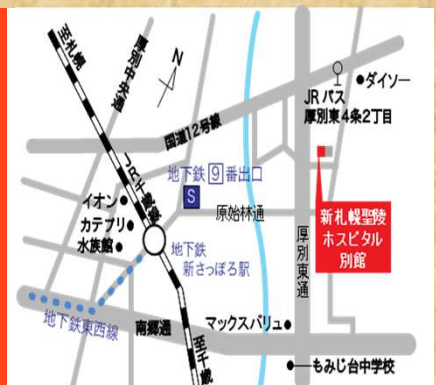 至札幌
厚別中央通
N
ダイソー
JR バス
厚別東4条2丁目
国道12号線
JR千歳線
地下鉄 9 番出口
S
イオン
カテプリ
水族館
原始林通
新札幌聖陵
ホスピタル
別館
厚別東通
地下鉄
新さっぽろ駅
地下鉄東西線
南郷通
至千歳
マックスバリュ
もみじ台中学校